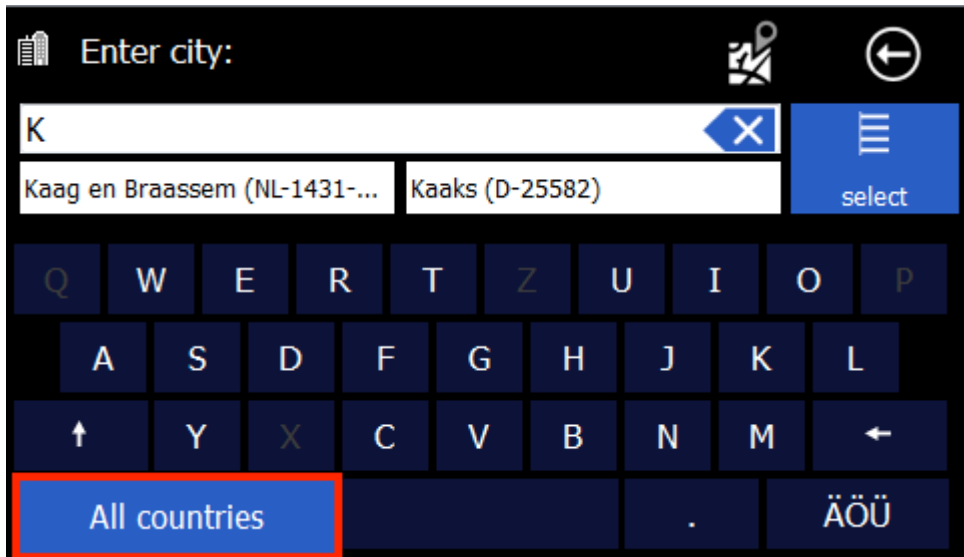 Enter city:
K
Kaag en Braassem (NL-1431-... Kaaks (D-25582)
select
Q W E R T Z U I O P
A S D F G H J K L
Y X C V B N M
All countries . ÄÖÜ